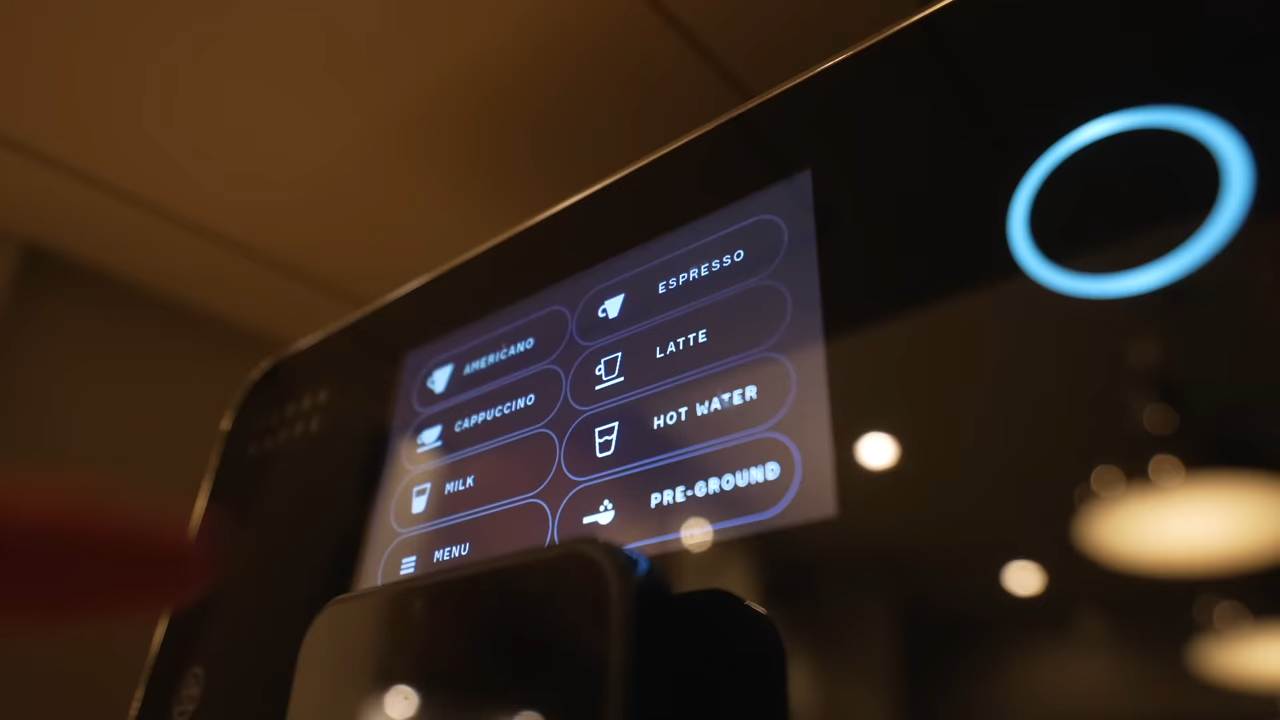 AMERICANO
ESPRESSO
CAPPUCCINO
LATTE
MILK
HOT WATER
MENU
PRE-GROUND